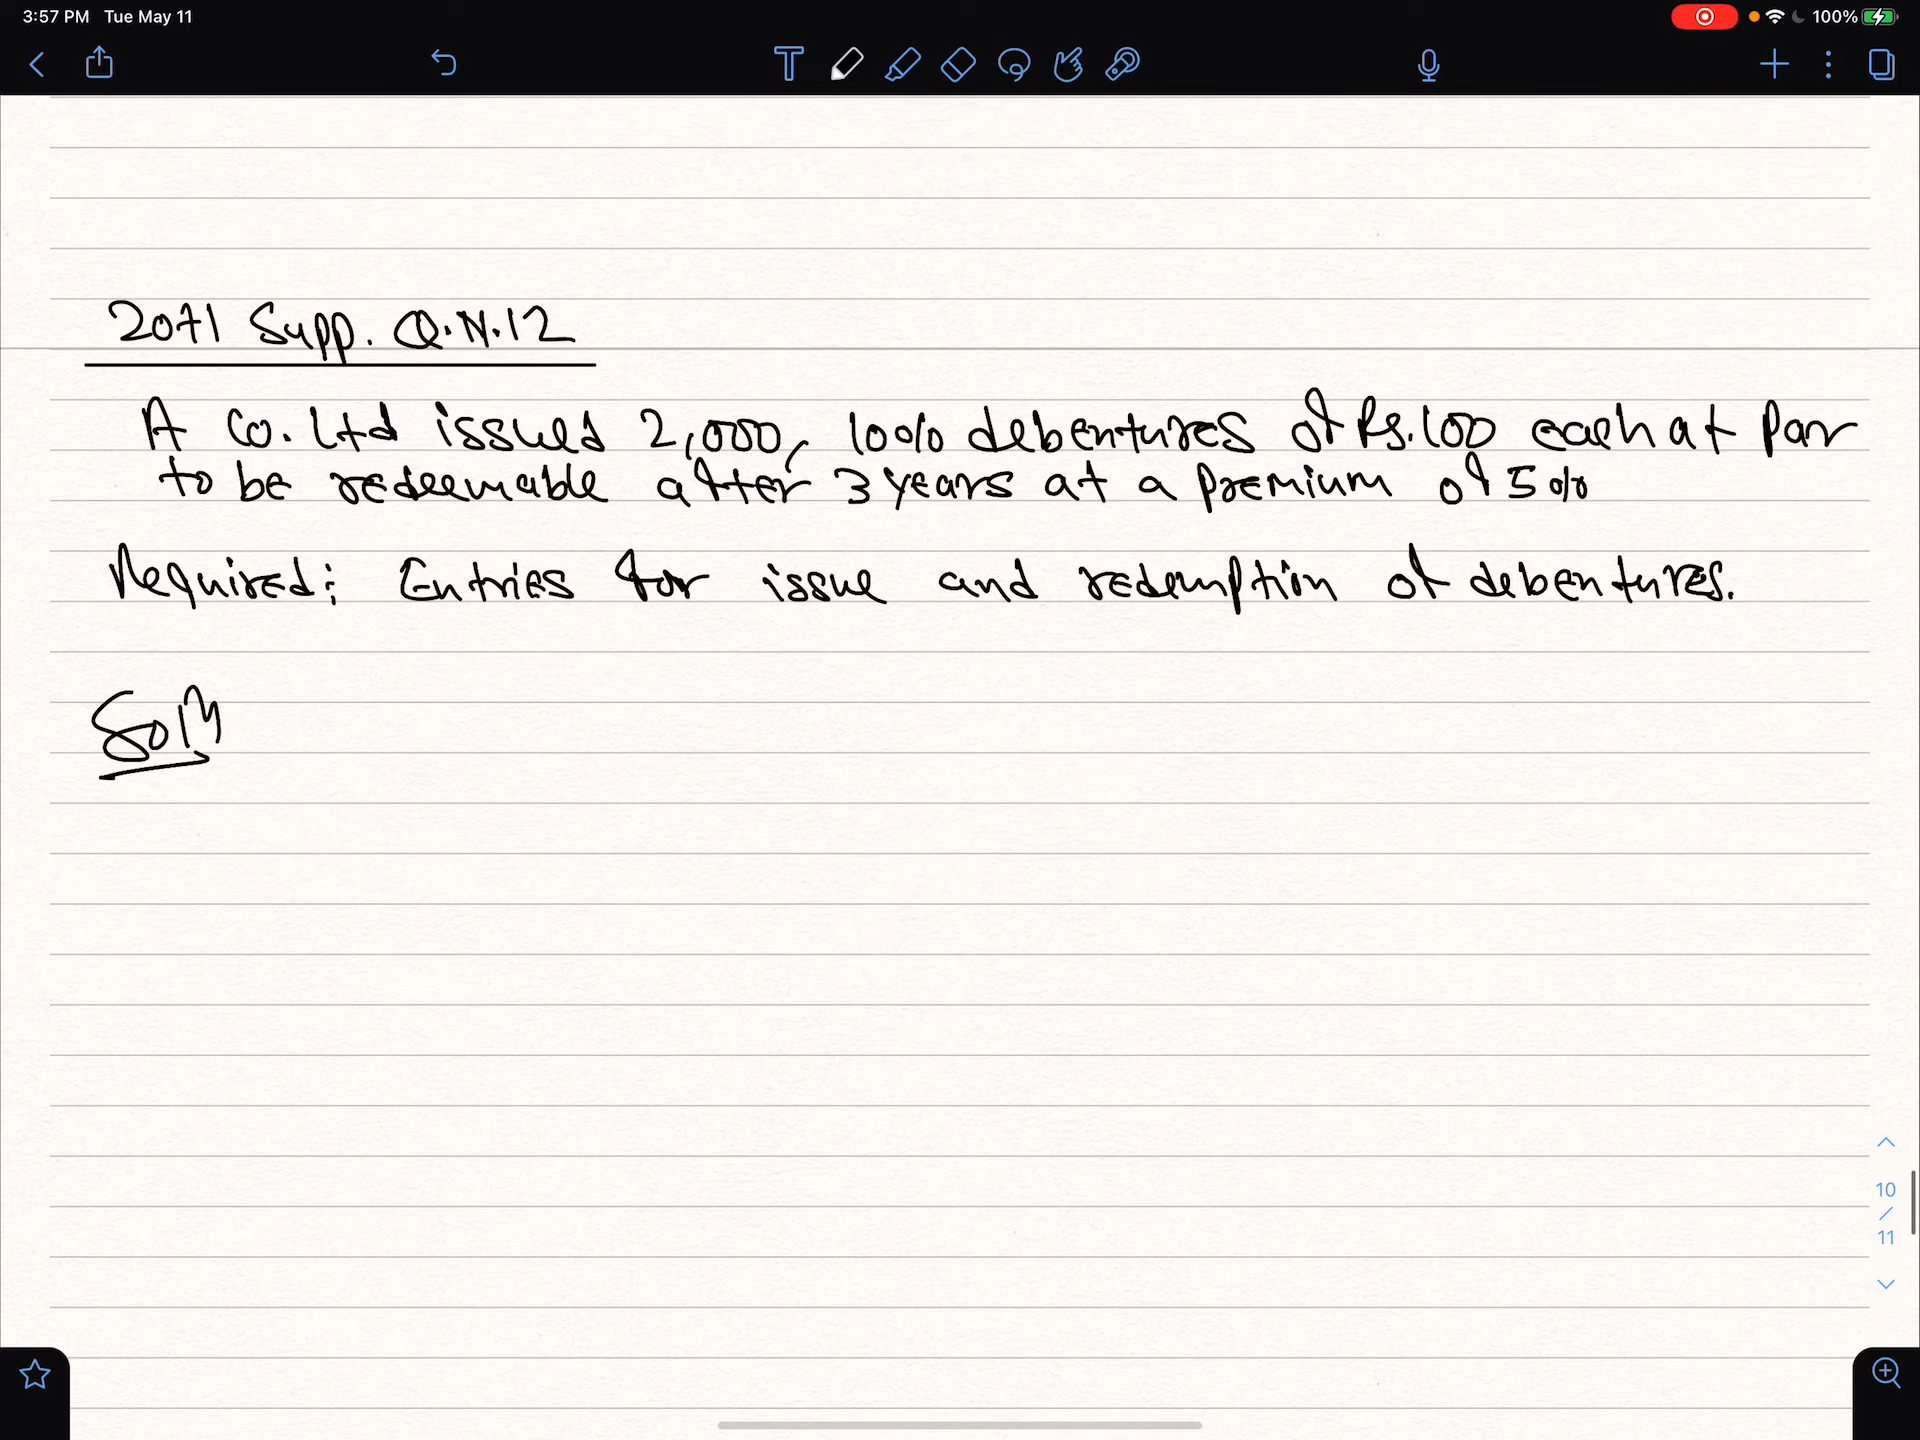 3:57 PM Tue May 11
100%
2071 Supp. Q.N.12
A Co. Ltd issued 2,000, 10% debentures of Rs.100 each at par
to be redeemable after 3 years at a premium of 5%
Required: Entries for issue and redemption of debentures.
Soln
10
/
11